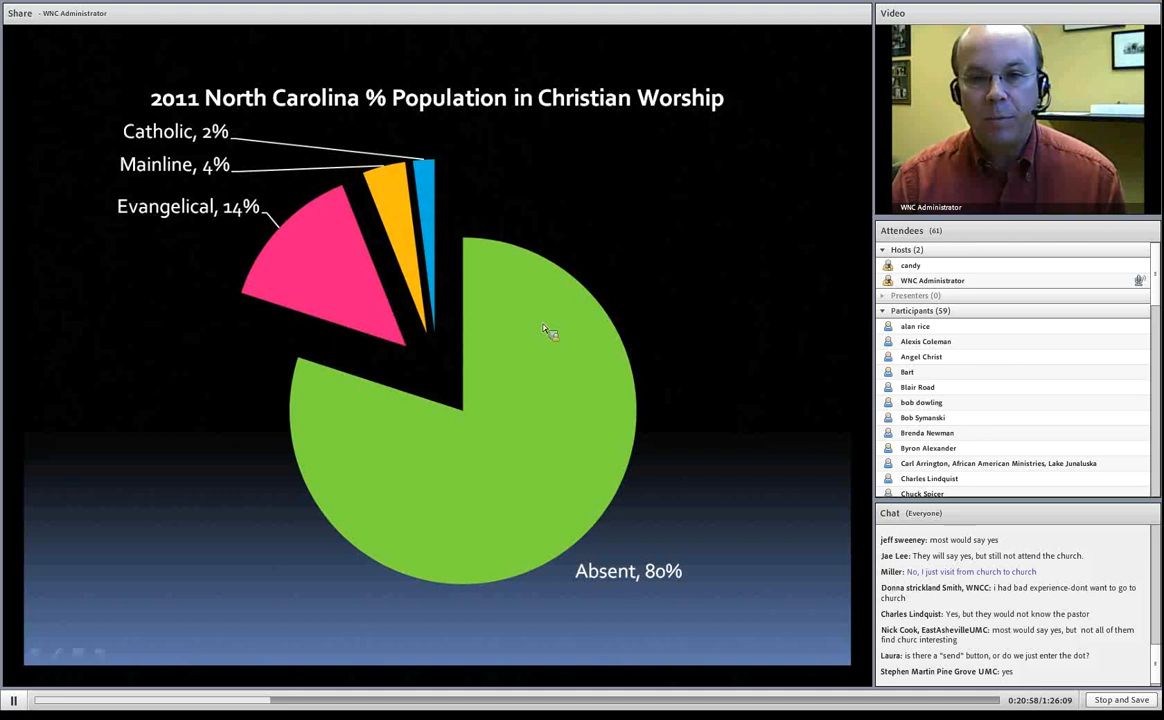 Share - WNC Administrator
2011 North Carolina % Population in Christian Worship
Catholic, 2%
Mainline, 4%
Evangelical, 14%
Absent, 80%
Video
WNC Administrator
Attendees (61)
Hosts (2)
candy
WNC Administrator
Presenters (0)
Participants (59)
alan rice
Alexis Coleman
Angel Christ
Bart
Blair Road
bob dowling
Bob Symanski
Brenda Newman
Byron Alexander
Carl Arrington, African American Ministries, Lake Junaluska
Charles Lindquist
Chuck Spicer
Chat (Everyone)
jeff sweeney: most would say yes
Jae Lee: They will say yes, but still not attend the church.
Miller: No, I just visit from church to church
Donna strickland Smith, WNCC: i had bad experience-dont want to go to
church
Charles Lindquist: Yes, but they would not know the pastor
Nick Cook, EastAshevilleUMC: most would say yes, but not all of them
find churc interesting
Laura: is there a "send" button, or do we just enter the dot?
Stephen Martin Pine Grove UMC: yes
0:20:58/1:26:09
Stop and Save